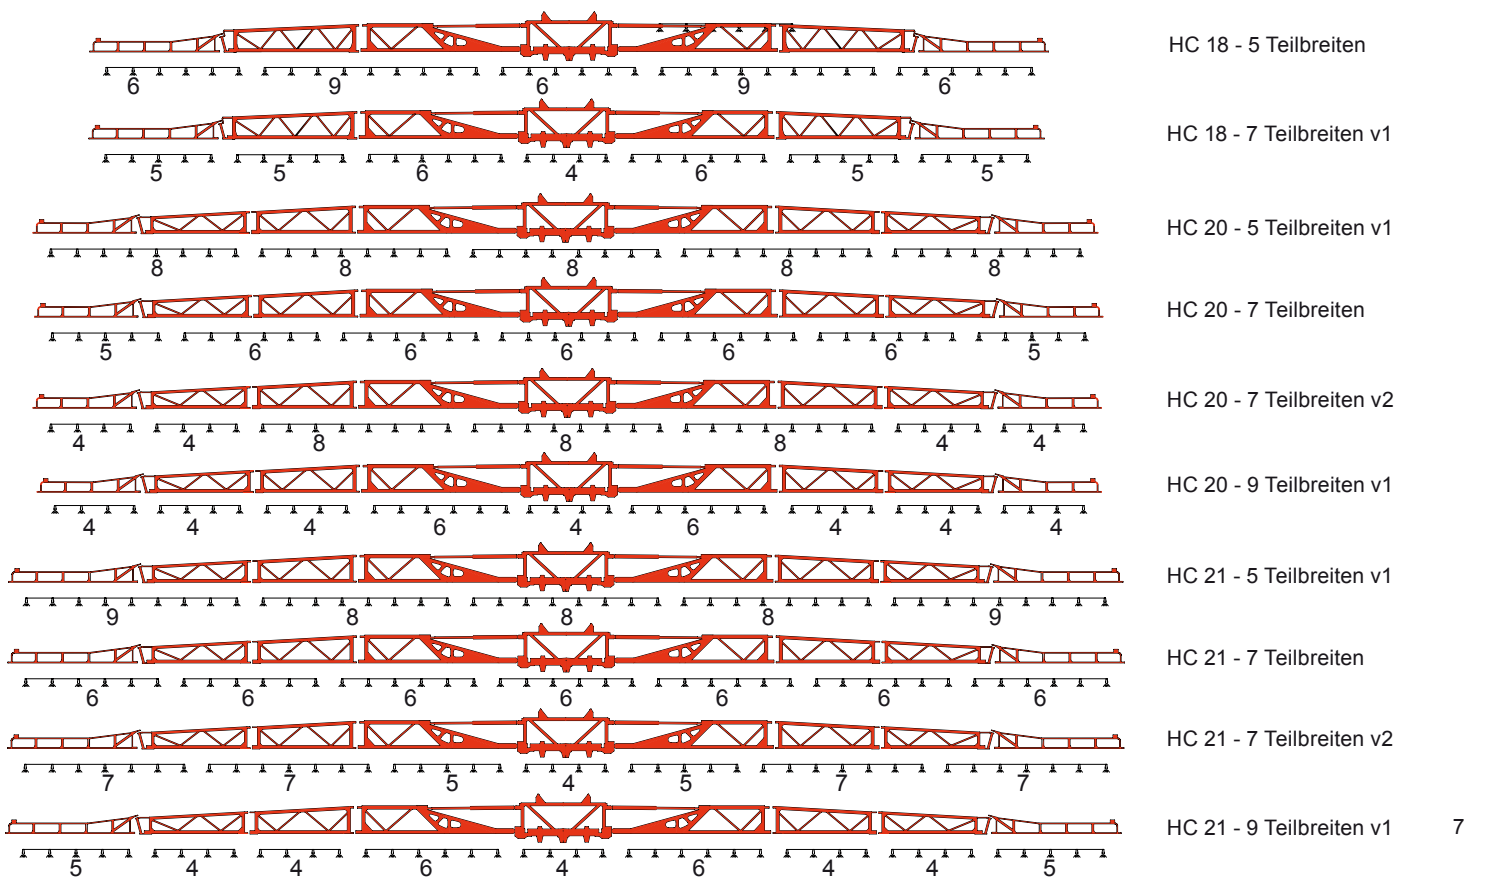 HC 18 - 5 Teilbreiten
6 9 6 9 6
HC 18 - 7 Teilbreiten v1
5 5 6 4 6 5 5
HC 20 - 5 Teilbreiten v1
8 8 8 8 8
HC 20 - 7 Teilbreiten
5 6 6 6 6 6 5
HC 20 - 7 Teilbreiten v2
4 4 8 8 8 4 4
HC 20 - 9 Teilbreiten v1
4 4 4 6 4 6 4 4 4
HC 21 - 5 Teilbreiten v1
9 8 8 8 9
HC 21 - 7 Teilbreiten
6 6 6 6 6 6 6
HC 21 - 7 Teilbreiten v2
7 7 5 4 5 7 7
HC 21 - 9 Teilbreiten v1 7
5 4 4 6 4 6 4 4 5